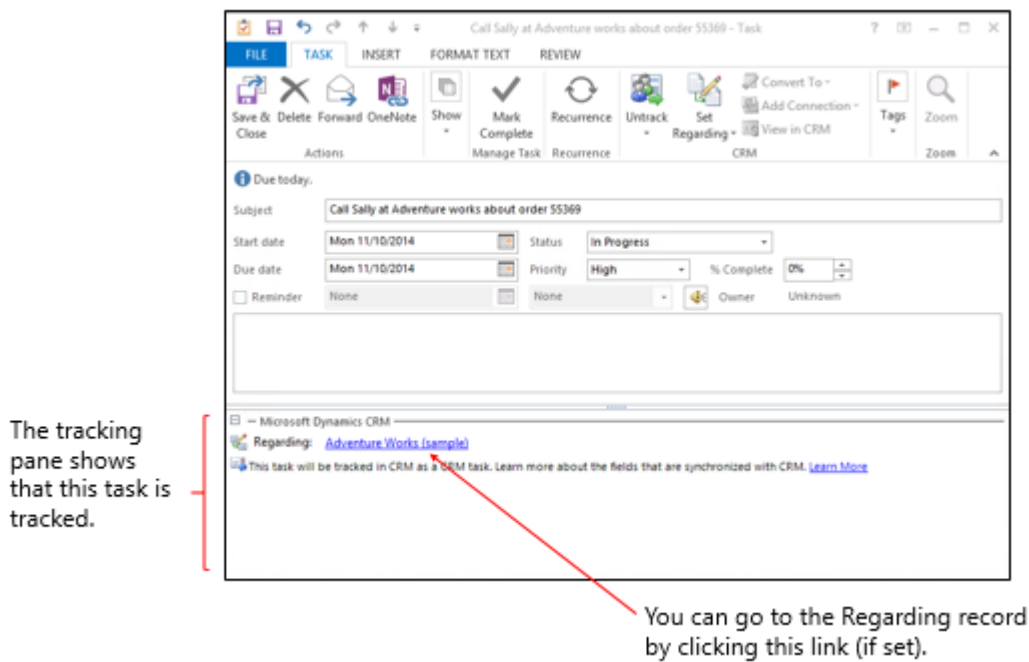 Call Sally at Adventure works about order 55369 - Task
FILE TASK INSERT FORMAT TEXT REVIEW
Save & Close Delete Forward OneNote
Actions
Show
Mark Complete
Manage Task
Recurrence
Recurrence
Untrack Set Regarding
Convert To
Add Connection
View in CRM
CRM
Tags
Zoom
Zoom
Due today.
Subject Call Sally at Adventure works about order 55369
Start date Mon 11/10/2014 Status In Progress
Due date Mon 11/10/2014 Priority High % Complete 0%
Reminder None None Owner Unknown
Microsoft Dynamics CRM
Regarding: Adventure Works (sample)
This task will be tracked in CRM as a CRM task. Learn more about the fields that are synchronized with CRM. Learn More
The tracking
pane shows
that this task is
tracked.
You can go to the Regarding record
by clicking this link (if set).